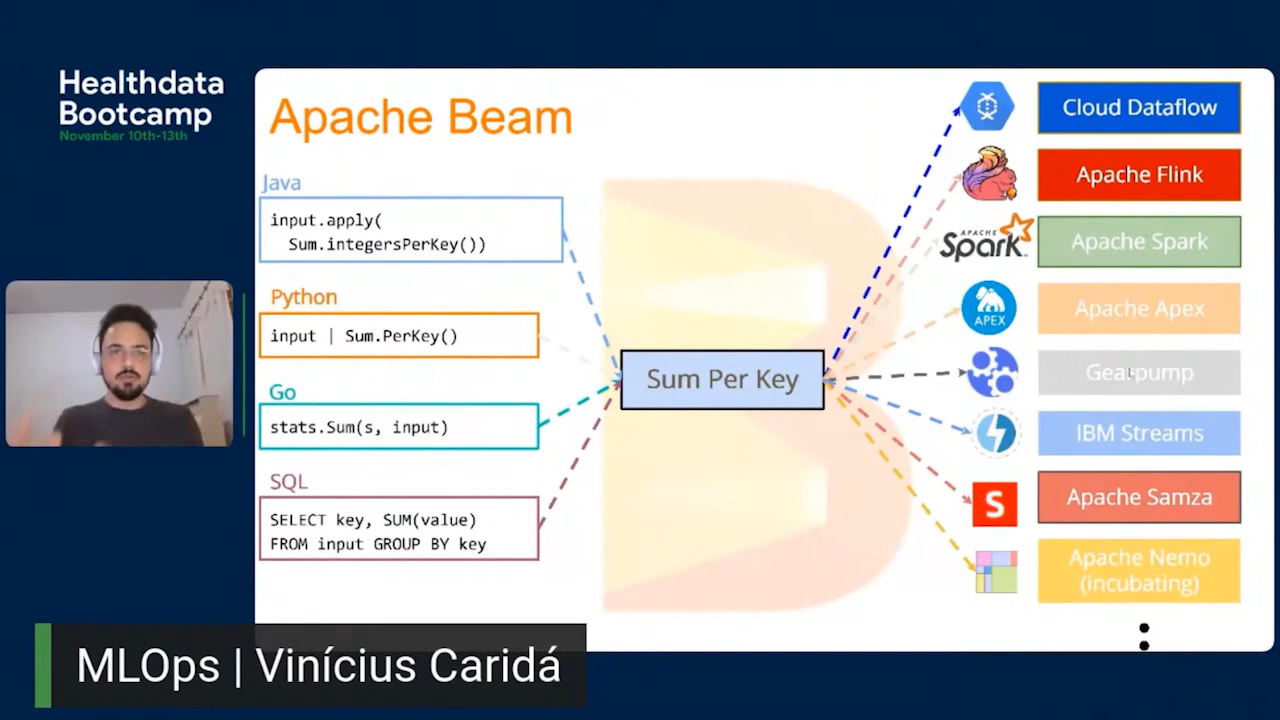 Healthdata
Bootcamp
November 10th-13th
Apache Beam
Java
input.apply(
Sum.integersPerKey())
Python
input | Sum.PerKey()
Go
stats.Sum(s, input)
SQL
SELECT key, SUM(value)
FROM input GROUP BY key
Sum Per Key
Cloud Dataflow
Apache Flink
APACHE
Spark
Apache Spark
APEX
Apache Apex
Gearpump
IBM Streams
S
Apache Samza
Apache Nemo
(incubating)
MLOps | Vinícius Caridá